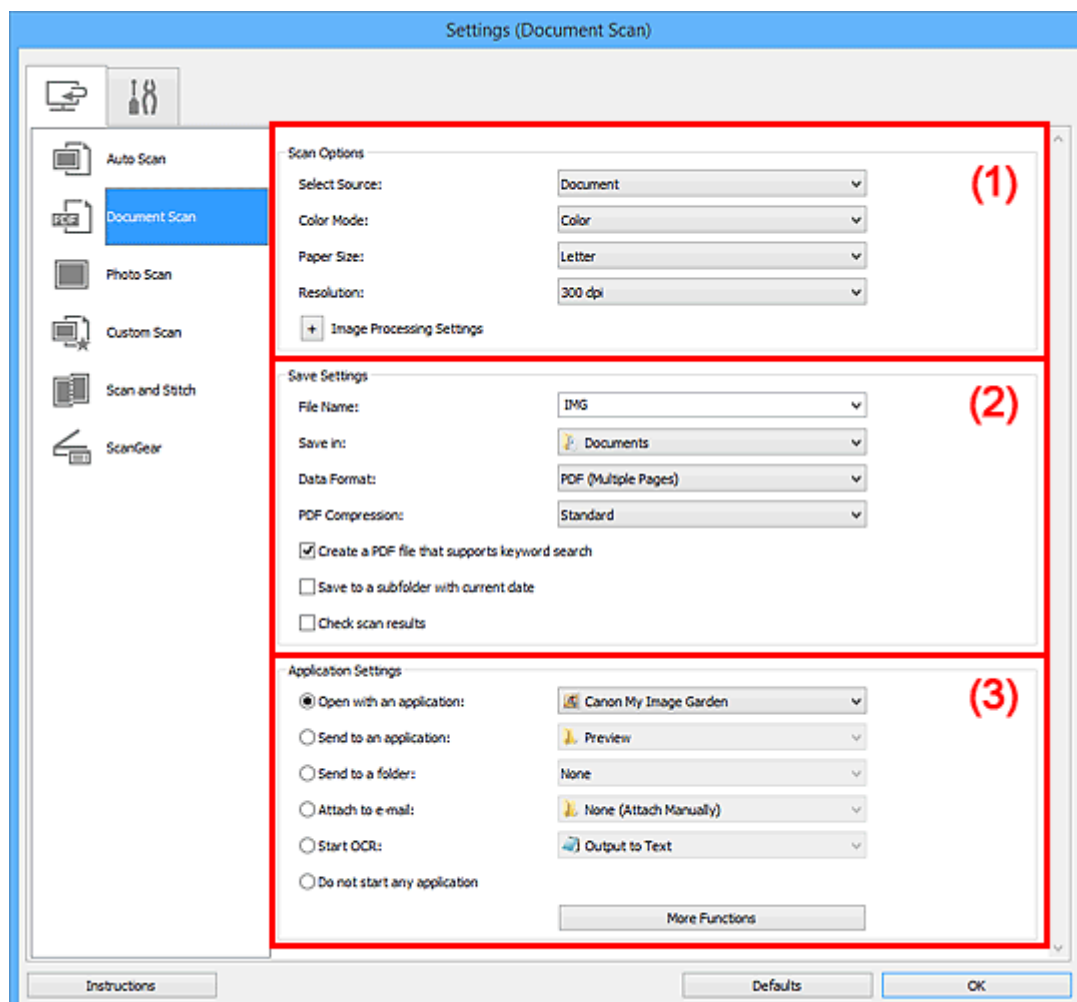 Settings (Document Scan)
Auto Scan
PDF
Document Scan
Photo Scan
Custom Scan
Scan and Stitch
ScanGear
(1)
Scan Options
Select Source: Document
Color Mode: Color
Paper Size: Letter
Resolution: 300 dpi
+ Image Processing Settings
(2)
Save Settings
File Name: IMG
Save in: Documents
Data Format: PDF (Multiple Pages)
PDF Compression: Standard
Create a PDF file that supports keyword search
Save to a subfolder with current date
Check scan results
(3)
Application Settings
Open with an application: Canon My Image Garden
Send to an application: Preview
Send to a folder: None
Attach to e-mail: None (Attach Manually)
Start OCR: Output to Text
Do not start any application
More Functions
Instructions Defaults OK